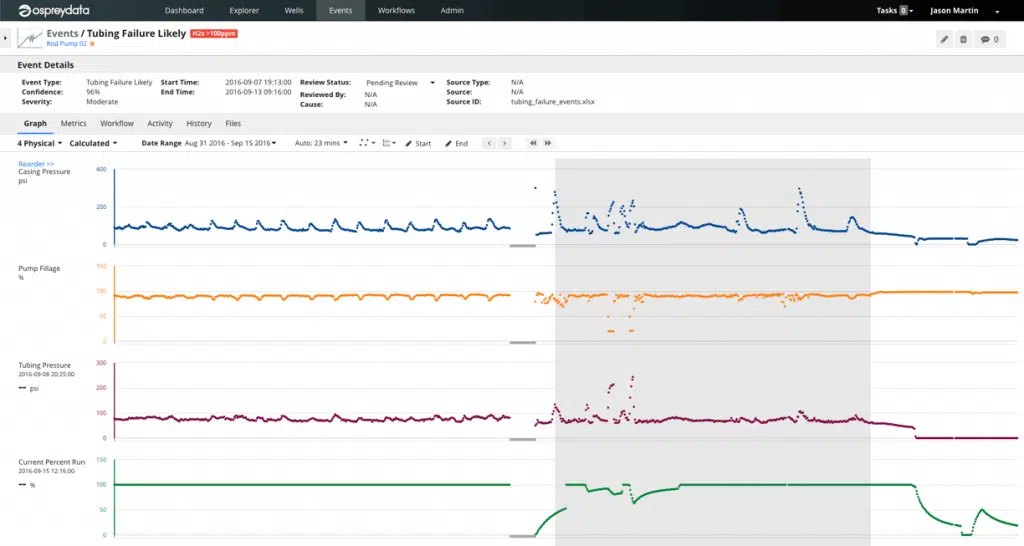 ospreydata Dashboard Explorer Wells Events Workflows Admin Tasks 0 Jason Martin
Events / Tubing Failure Likely H2s >100ppm
Rod Pump 02
0
Event Details
Event Type: Tubing Failure Likely Start Time: 2016-09-07 19:13:00 Review Status: Pending Review Source Type: N/A
Confidence: 96% End Time: 2016-09-13 09:16:00 Reviewed By: N/A Source: N/A
Severity: Moderate Cause: N/A Source ID: tubing_failure_events.xlsx
Graph Metrics Workflow Activity History Files
4 Physical Calculated Date Range Aug 31 2016 - Sep 15 2016 Auto: 23 mins Start End
Reorder >>
Casing Pressure
psi
400
200
0
Pump Fillage
%
150
100
50
0
Tubing Pressure
2016-09-08 20:25:00
-- psi
300
200
100
0
Current Percent Run
2016-09-15 12:16:00
-- %
150
100
50
0